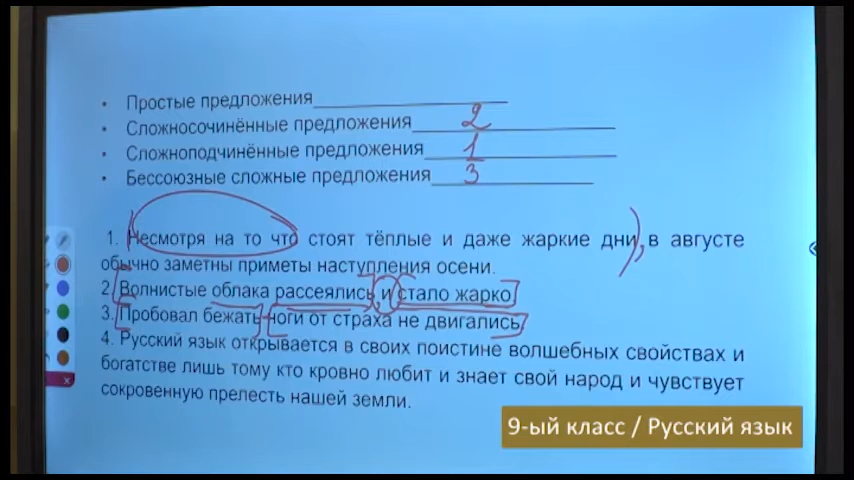 • Простые предложения
• Сложносочинённые предложения 2
• Сложноподчинённые предложения 1
• Бессоюзные сложные предложения 3
1. Несмотря на то что стоят тёплые и даже жаркие дни, в августе
обычно заметны приметы наступления осени.
2. Волнистые облака рассеялись, и стало жарко.
3. Пробовал бежать-ноги от страха не двигались.
4. Русский язык открывается в своих поистине волшебных свойствах и
богатстве лишь тому кто кровно любит и знает свой народ и чувствует
сокровенную прелесть нашей земли.
9-ый класс / Русский язык